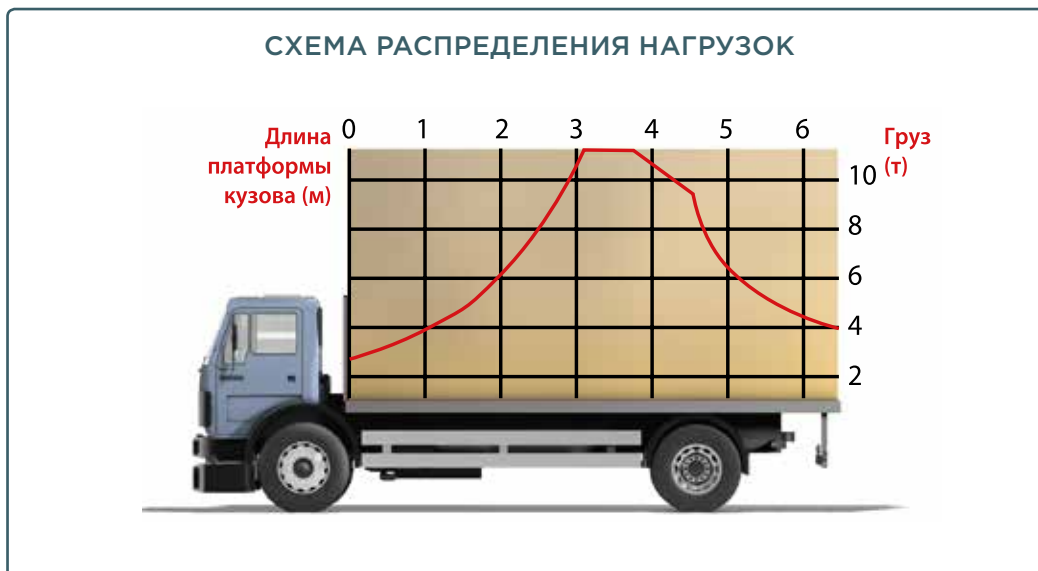 СХЕМА РАСПРЕДЕЛЕНИЯ НАГРУЗОК
Длина
платформы
кузова (м)
0 1 2 3 4 5 6
Груз
(т)
10
8
6
4
2